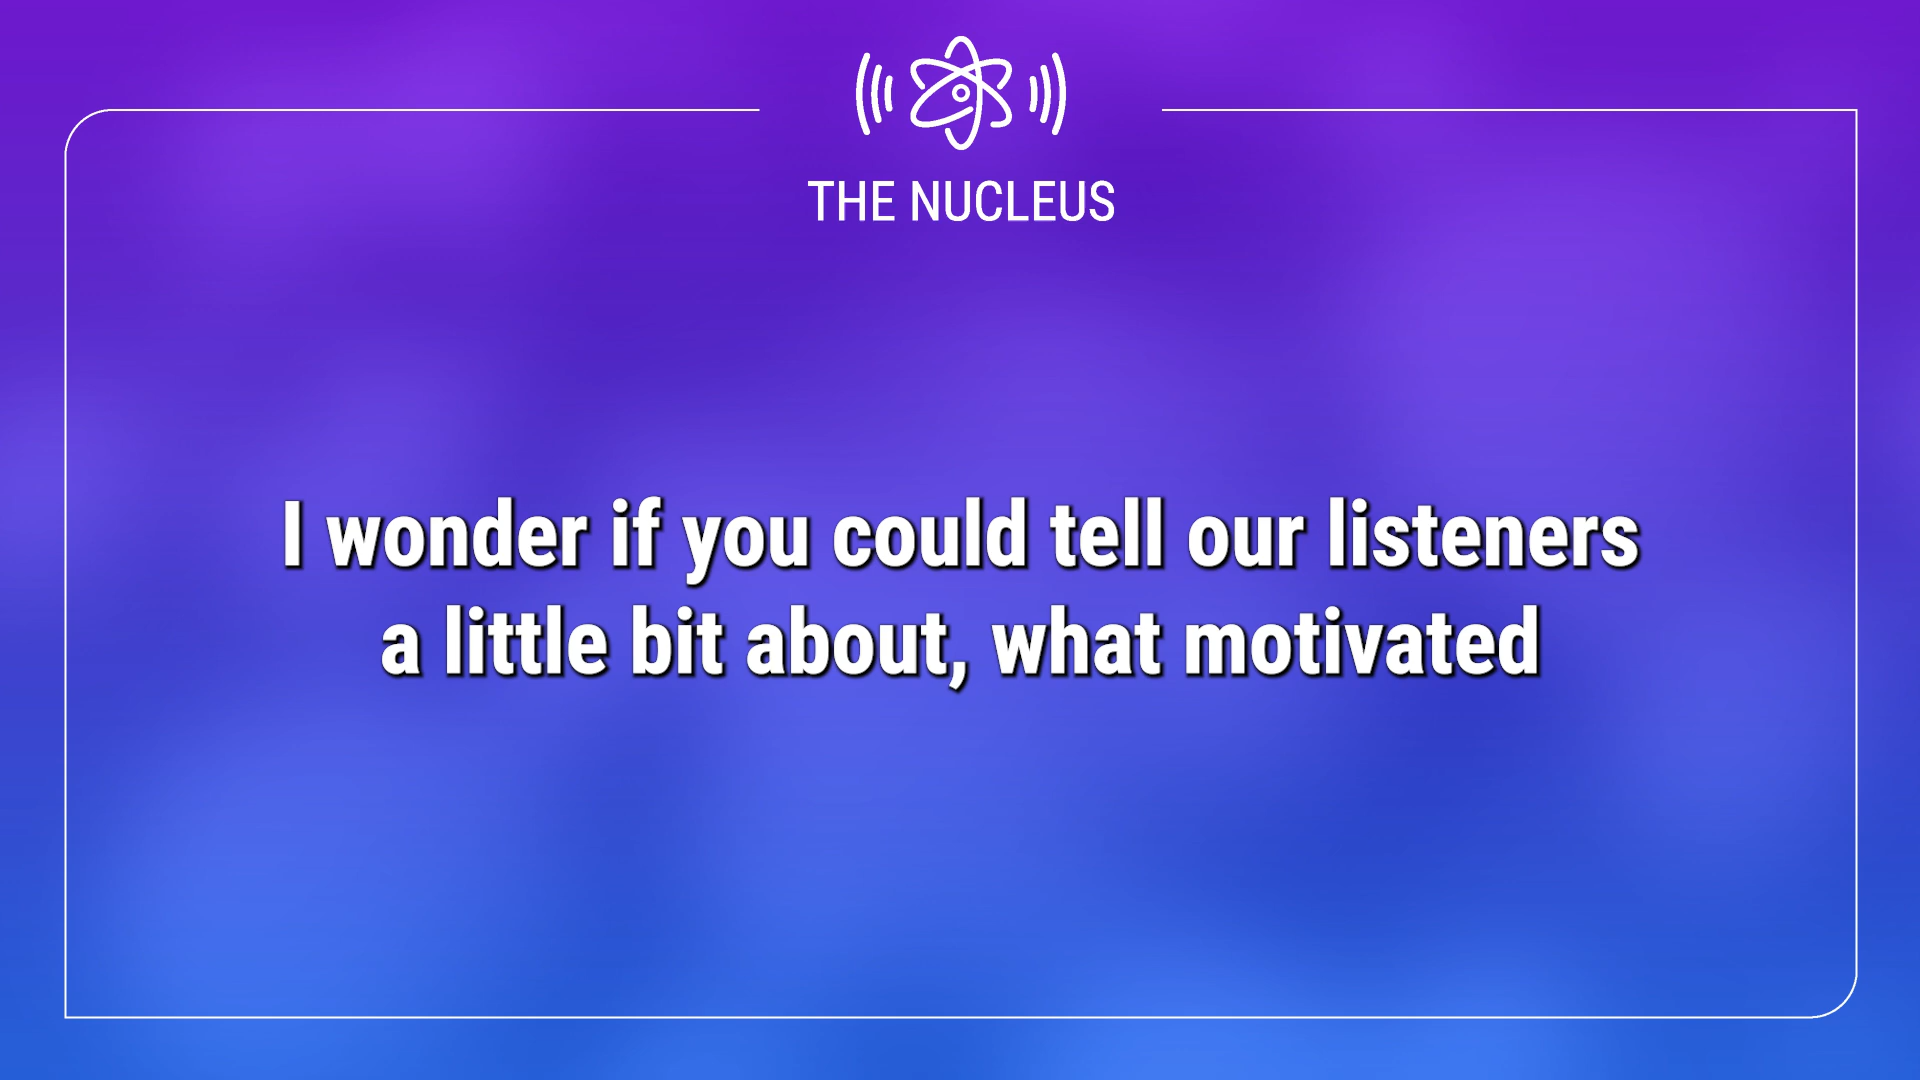 THE NUCLEUS
I wonder if you could tell our listeners
a little bit about, what motivated